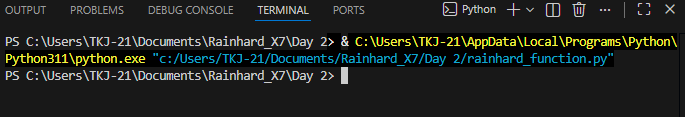 PROBLEMS OUTPUT DEBUG CONSOLE TERMINAL PORTS Python
PS C:\Users\TKJ-21\Documents\Rainhard_X7\Day 2> & C:\Users\TKJ-21\AppData\Local\Programs\Python\
Python311\python.exe "c:/Users/TKJ-21/Documents/Rainhard_X7/Day 2/rainhard_function.py"
PS C:\Users\TKJ-21\Documents\Rainhard_X7\Day 2>